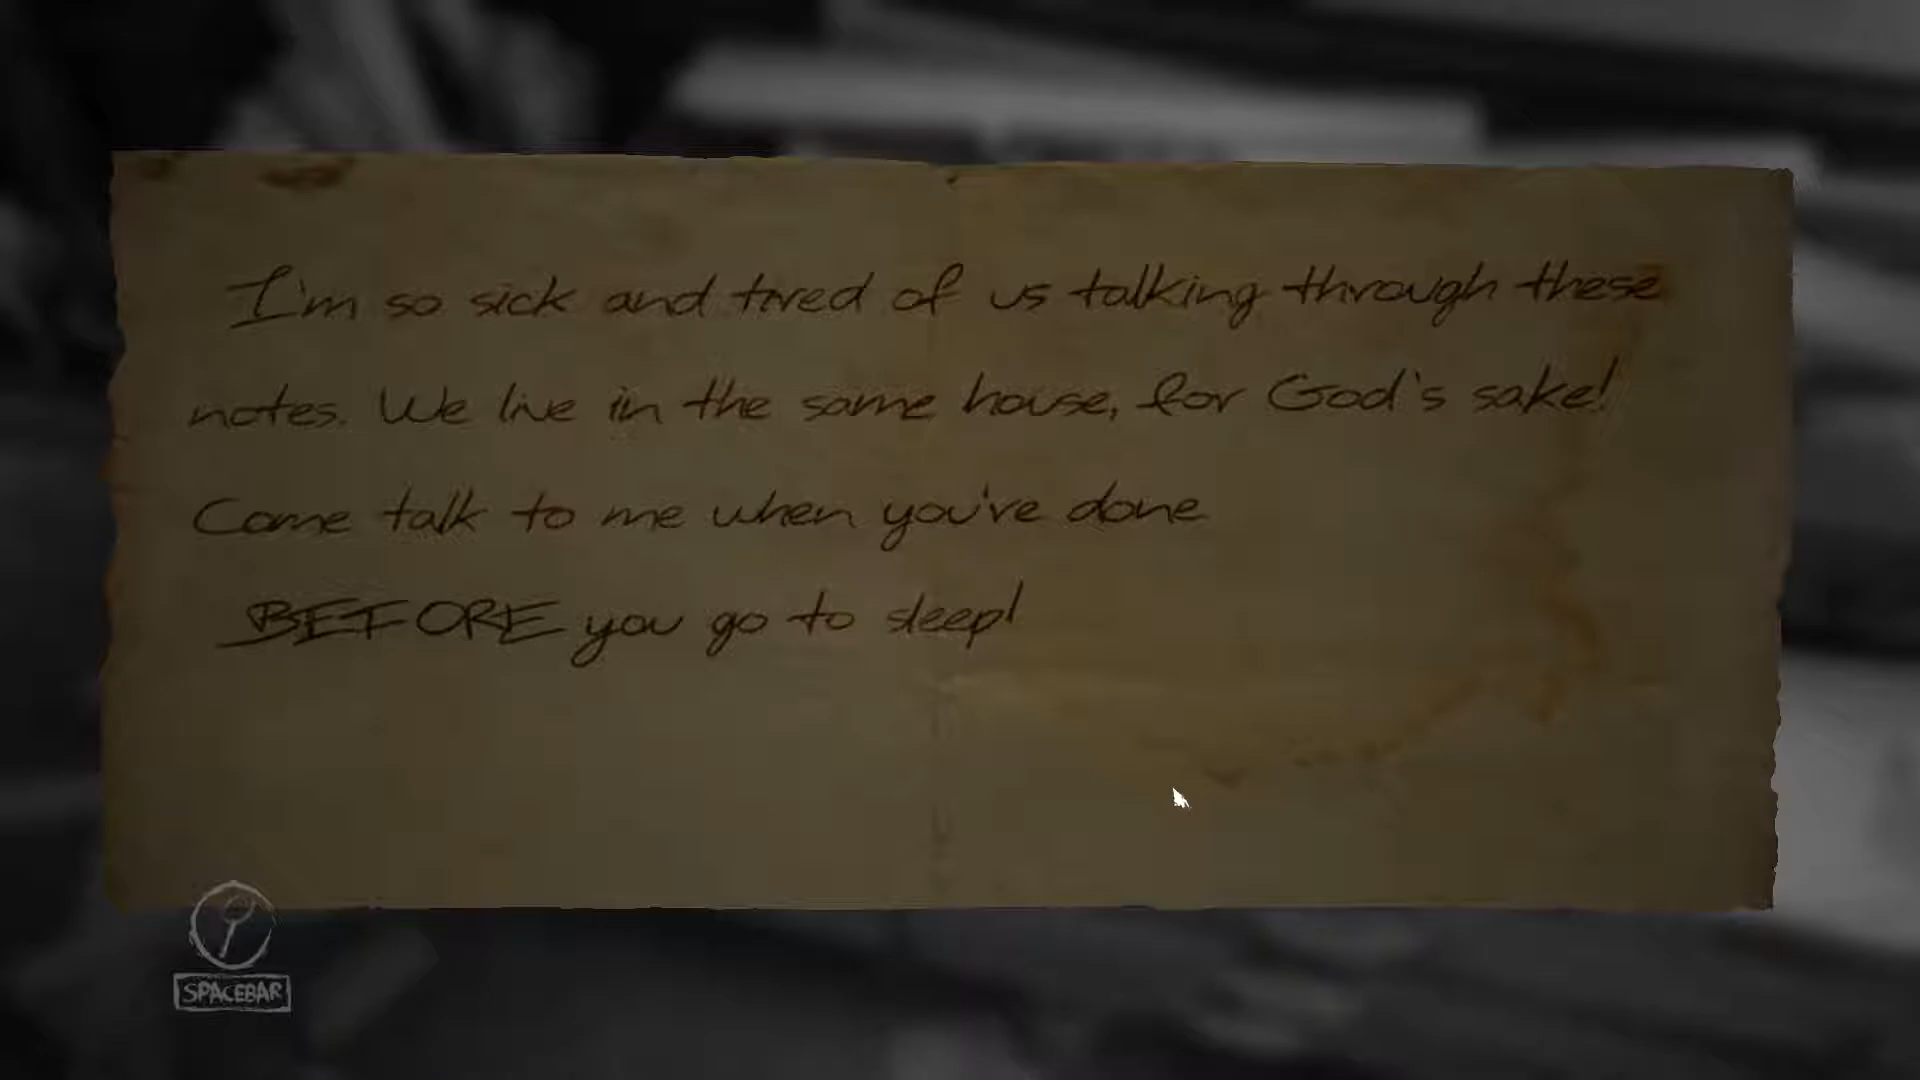 I'm so sick and tired of us talking through these
notes. We live in the same house, for God's sake!
Come talk to me when you've done
BEFORE you go to sleep!
SPACEBAR